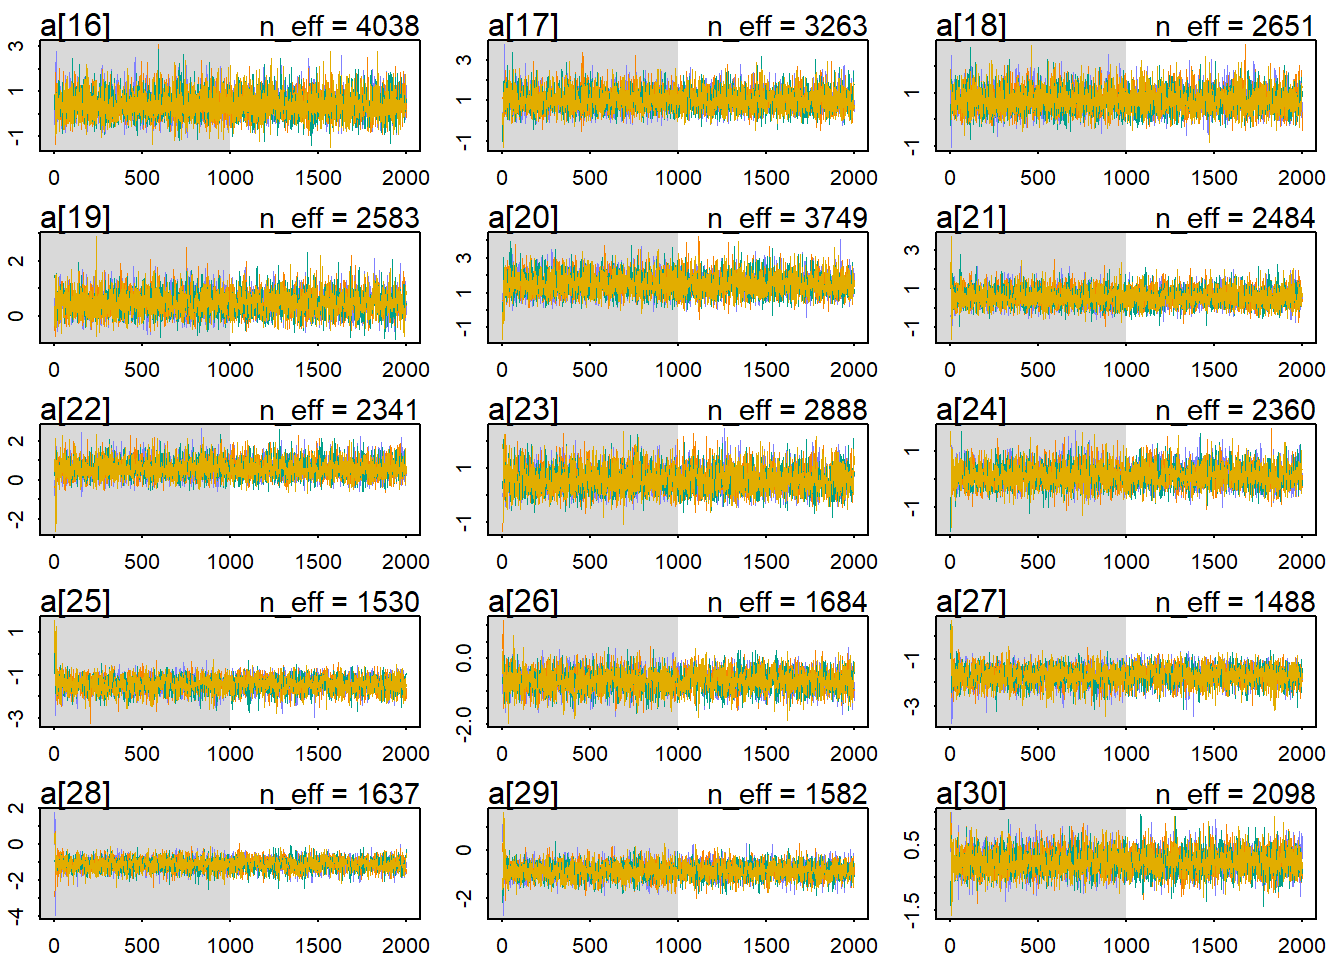 a[16] n_eff = 4038 a[17] n_eff = 3263 a[18] n_eff = 2651
3 1 -1 3 1 -1 1 -1
0 500 1000 1500 2000 0 500 1000 1500 2000 0 500 1000 1500 2000
a[19] n_eff = 2583 a[20] n_eff = 3749 a[21] n_eff = 2484
2 0 3 1 -1 3 1 -1
0 500 1000 1500 2000 0 500 1000 1500 2000 0 500 1000 1500 2000
a[22] n_eff = 2341 a[23] n_eff = 2888 a[24] n_eff = 2360
2 0 -2 1 -1 1 -1
0 500 1000 1500 2000 0 500 1000 1500 2000 0 500 1000 1500 2000
a[25] n_eff = 1530 a[26] n_eff = 1684 a[27] n_eff = 1488
1 -1 -3 0.0 -2.0 -1 -3
0 500 1000 1500 2000 0 500 1000 1500 2000 0 500 1000 1500 2000
a[28] n_eff = 1637 a[29] n_eff = 1582 a[30] n_eff = 2098
2 0 -2 -4 0 -2 0.5 -1.5
0 500 1000 1500 2000 0 500 1000 1500 2000 0 500 1000 1500 2000